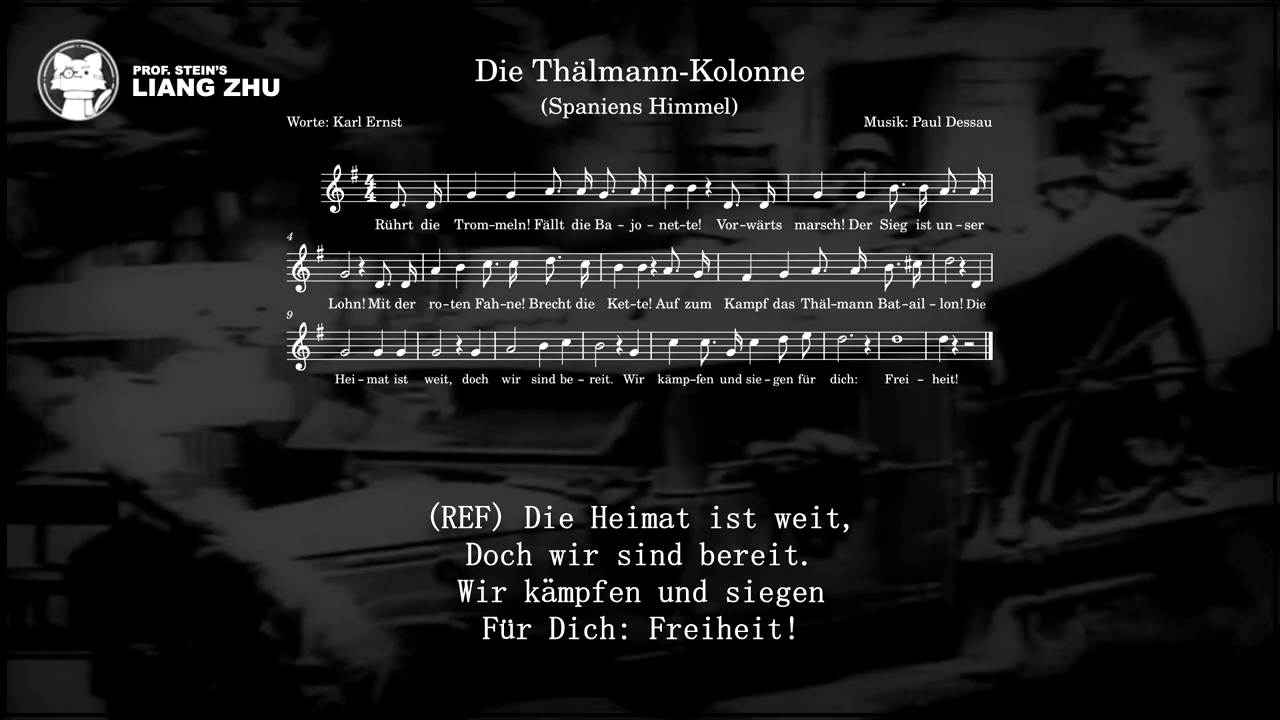 PROF. STEIN'S
LIANG ZHU
Die Thälmann-Kolonne
(Spaniens Himmel)
Worte: Karl Ernst
Musik: Paul Dessau
Rührt die Trom-meln! Fällt die Ba - jo - net-te! Vor-wärts marsch! Der Sieg ist un-ser
4
Lohn! Mit der ro-ten Fah-ne! Brecht die Ket-te! Auf zum Kampf das Thäl-mann Bat-ail-lon! Die
9
Hei-mat ist weit, doch wir sind be-reit. Wir kämp-fen und sie-gen für dich: Frei - heit!
(REF) Die Heimat ist weit,
Doch wir sind bereit.
Wir kämpfen und siegen
Für Dich: Freiheit!